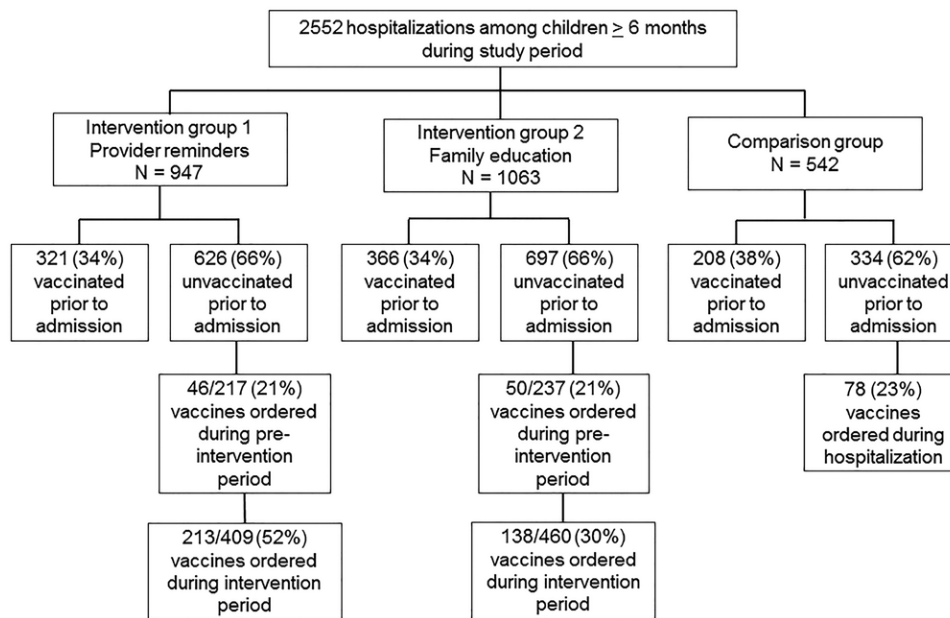 2552 hospitalizations among children ≥ 6 months
during study period
Intervention group 1
Provider reminders
N = 947
Intervention group 2
Family education
N = 1063
Comparison group
N = 542
321 (34%)
vaccinated
prior to
admission
626 (66%)
unvaccinated
prior to
admission
366 (34%)
vaccinated
prior to
admission
697 (66%)
unvaccinated
prior to
admission
208 (38%)
vaccinated
prior to
admission
334 (62%)
unvaccinated
prior to
admission
46/217 (21%)
vaccines ordered
during pre-
intervention
period
50/237 (21%)
vaccines ordered
during pre-
intervention
period
78 (23%)
vaccines
ordered during
hospitalization
213/409 (52%)
vaccines ordered
during intervention
period
138/460 (30%)
vaccines ordered
during intervention
period